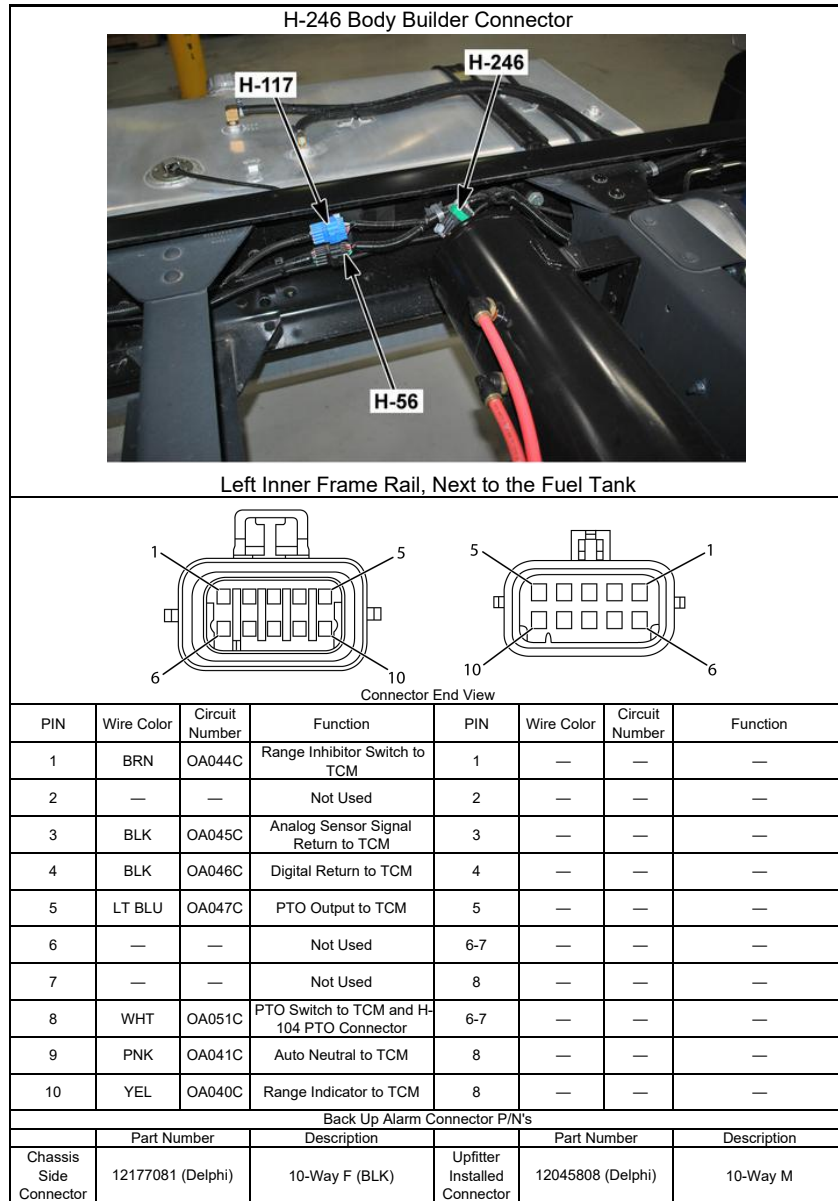 H-246 Body Builder Connector
H-246
H-117
H-56
Left Inner Frame Rail, Next to the Fuel Tank
1 5 5 1
6 10 10 6
Connector End View
PIN Wire Color Circuit Number Function PIN Wire Color Circuit Number Function
1 BRN OA044C Range Inhibitor Switch to TCM 1 — — —
2 — — Not Used 2 — — —
3 BLK OA045C Analog Sensor Signal Return to TCM 3 — — —
4 BLK OA046C Digital Return to TCM 4 — — —
5 LT BLU OA047C PTO Output to TCM 5 — — —
6 — — Not Used 6-7 — — —
7 — — Not Used 8 — — —
8 WHT OA051C PTO Switch to TCM and H-104 PTO Connector 6-7 — — —
9 PNK OA041C Auto Neutral to TCM 8 — — —
10 YEL OA040C Range Indicator to TCM 8 — — —
Back Up Alarm Connector P/N's
Part Number Description Part Number Description
Chassis Side Connector 12177081 (Delphi) 10-Way F (BLK) Upfitter Installed Connector 12045808 (Delphi) 10-Way M